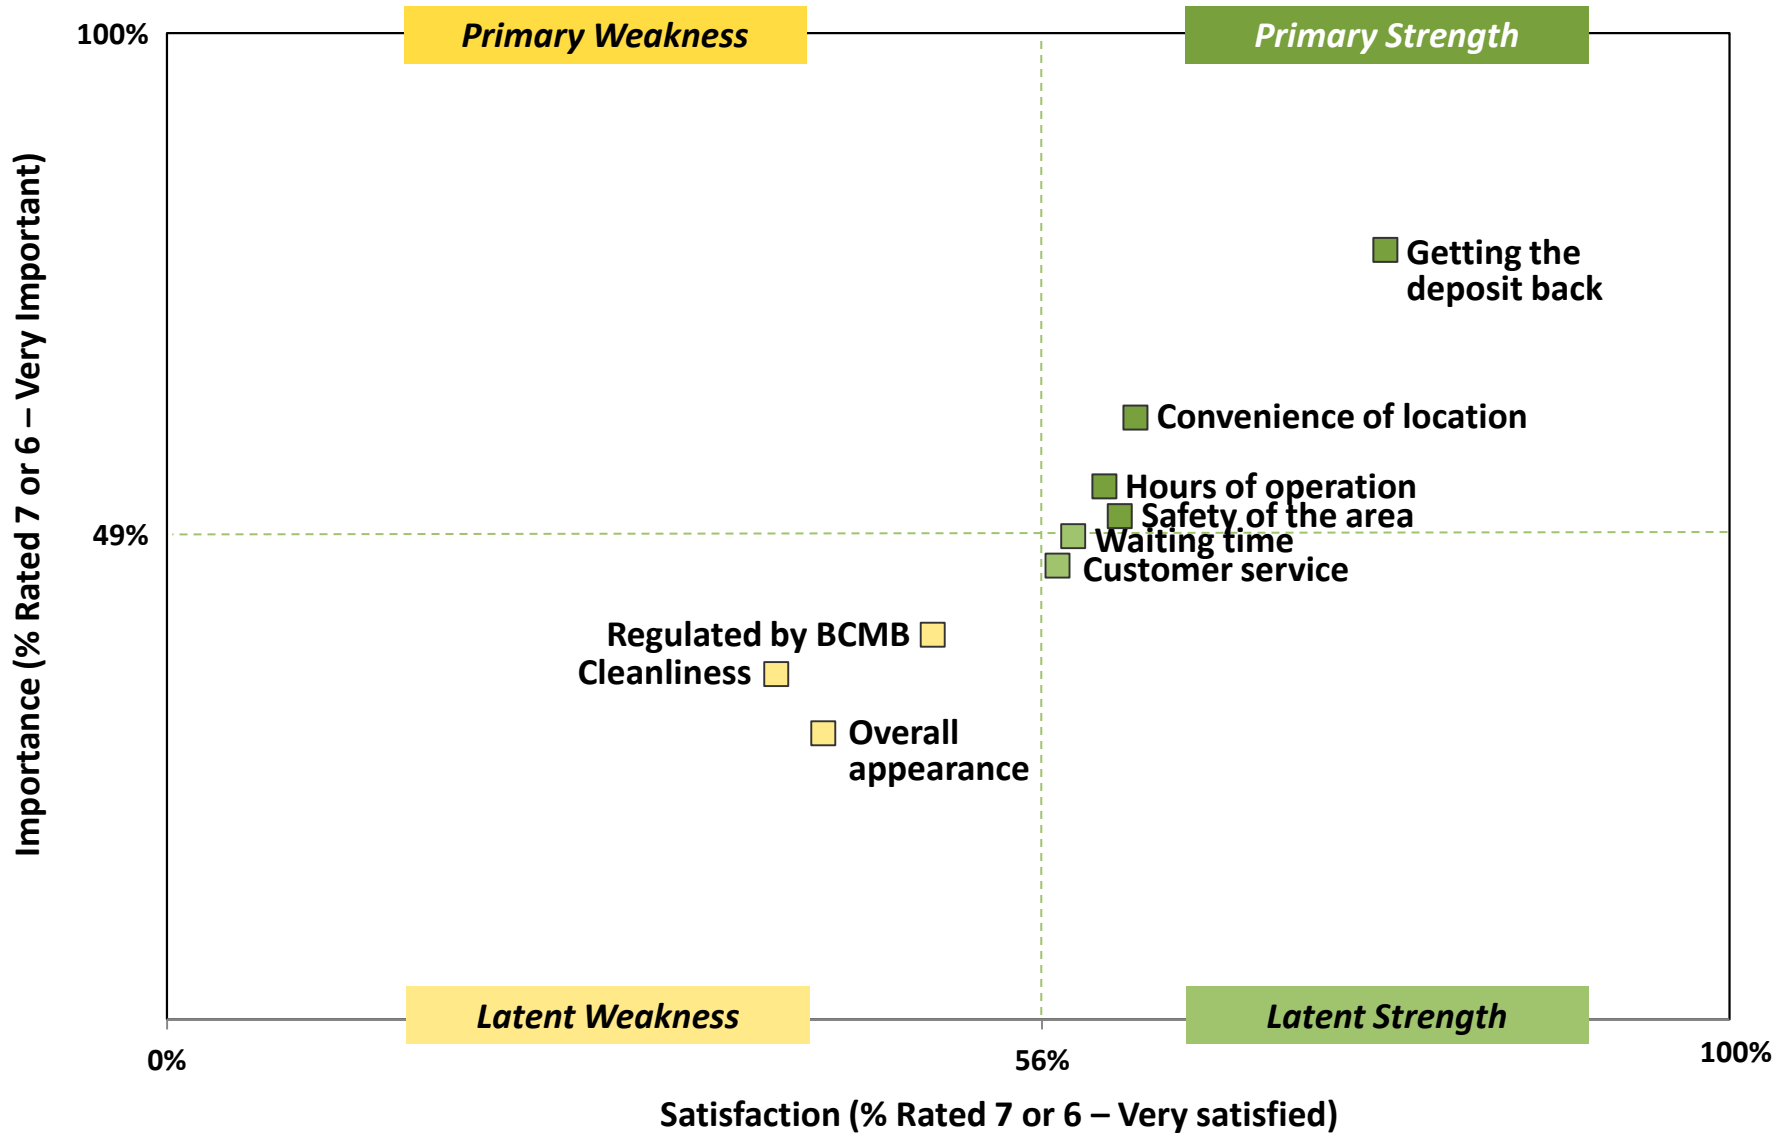 Primary Weakness
Primary Strength
100%
Importance (% Rated 7 or 6 – Very Important)
Getting the
deposit back
Convenience of location
Hours of operation
Safety of the area
49%
Waiting time
Customer service
Regulated by BCMB
Cleanliness
Overall
appearance
Latent Weakness
Latent Strength
0%
56%
100%
Satisfaction (% Rated 7 or 6 – Very satisfied)